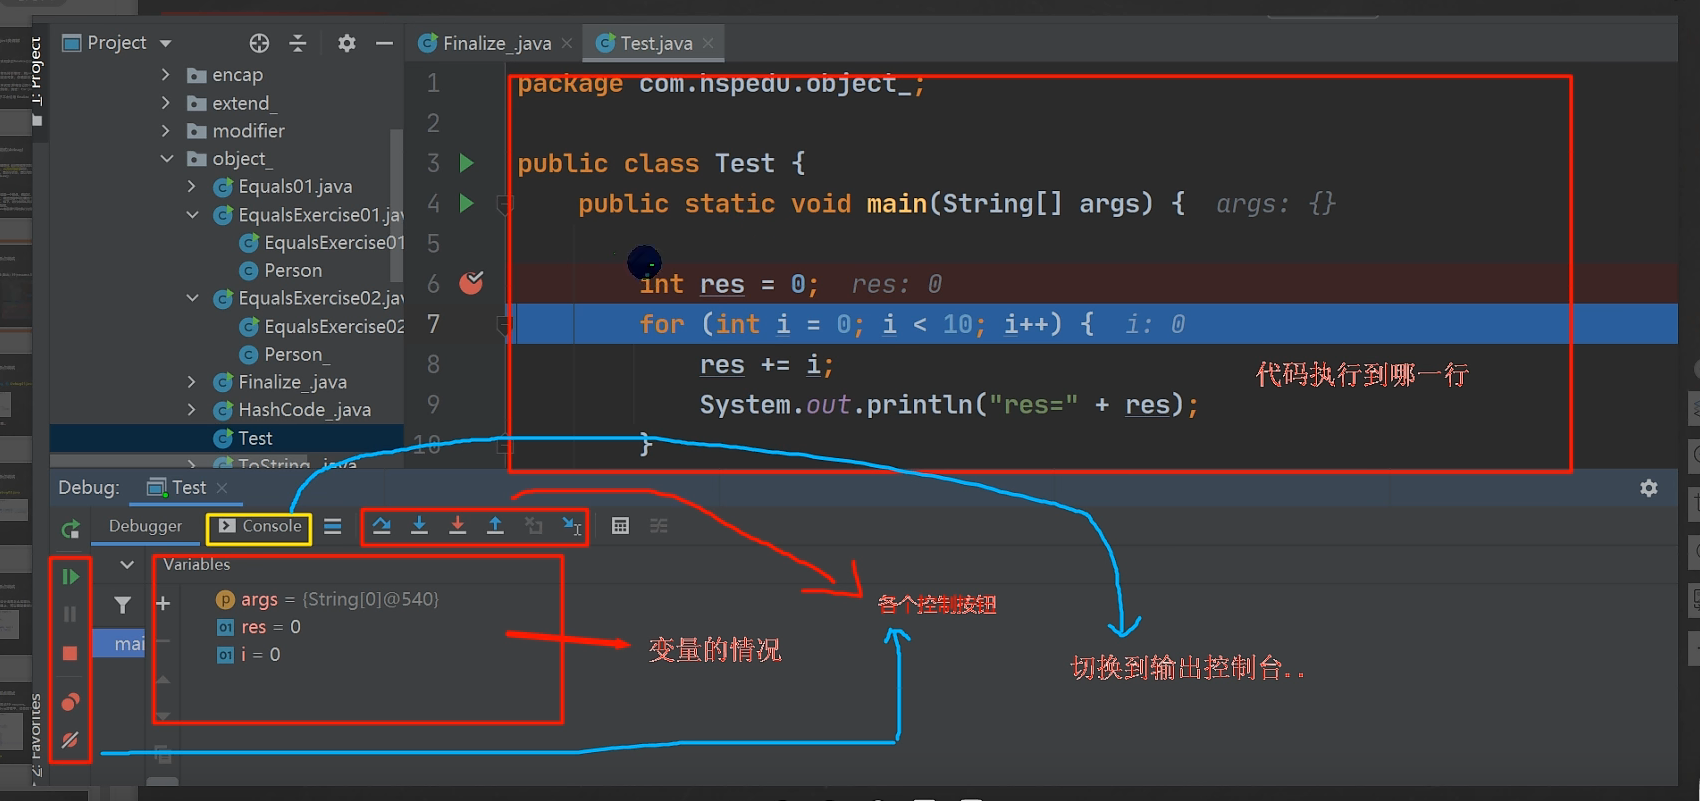 Project
Finalize_.java
Test.java
1: Project
encap
extend_
modifier
object_
Equals01.java
EqualsExercise01.jav
EqualsExercise01
Person
EqualsExercise02.jav
EqualsExercise02
Person_
Finalize_.java
HashCode_.java
Test
ToString_.java
1 package com.hspedu.object_;
2
3 public class Test {
4 public static void main(String[] args) { args: {}
5
6 int res = 0; res: 0
7 for (int i = 0; i < 10; i++) { i: 0
8 res += i;
9 System.out.println("res=" + res);
10 }
代码执行到哪一行
Debug: Test
Debugger Console
Variables
args = {String[0]@540}
res = 0
i = 0
mai
变量的情况
各个控制按钮
切换到输出控制台..
2: Favorites